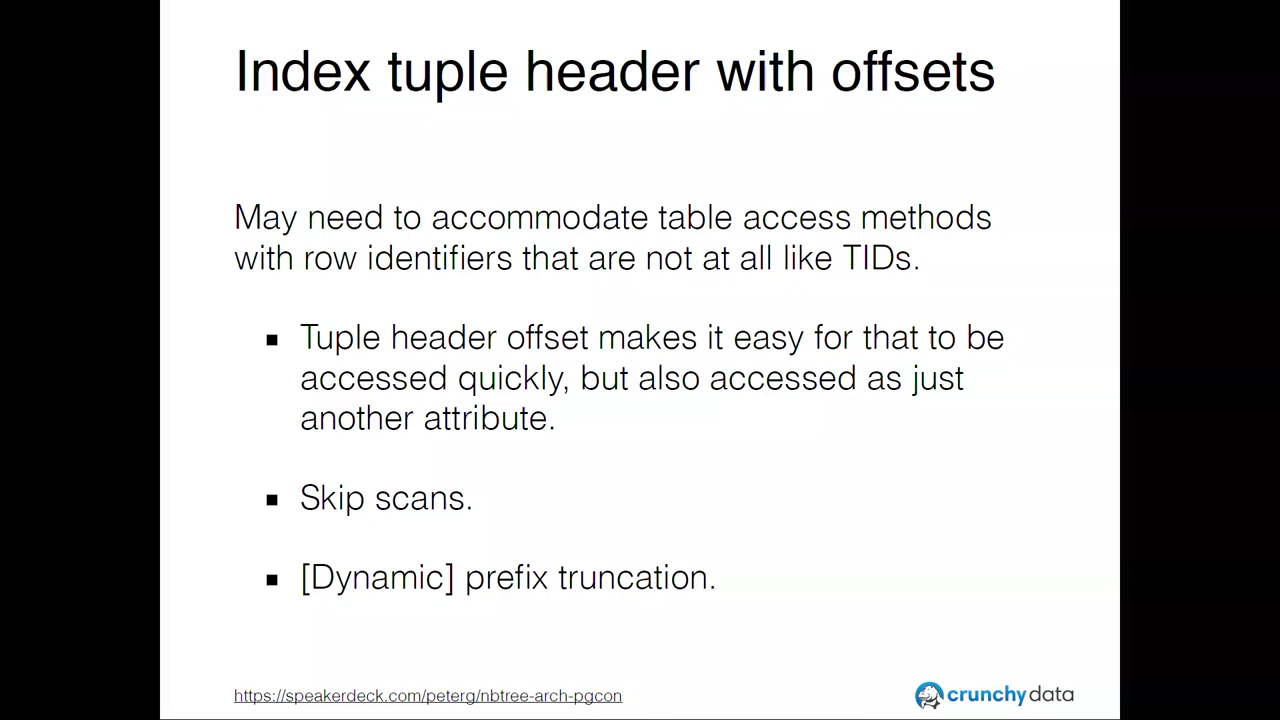 Index tuple header with offsets
May need to accommodate table access methods
with row identifiers that are not at all like TIDs.
▪ Tuple header offset makes it easy for that to be
accessed quickly, but also accessed as just
another attribute.
▪ Skip scans.
▪ [Dynamic] prefix truncation.
https://speakerdeck.com/peterg/nbtree-arch-pgcon
crunchydata